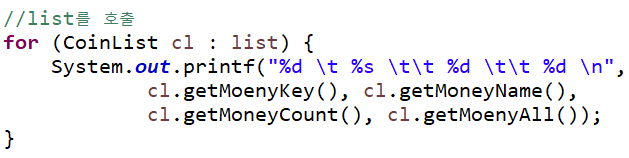 //list를 호출
for (CoinList cl : list) {
    System.out.printf("%d \t %s \t\t %d \t\t %d \n",
            cl.getMoenyKey(), cl.getMoneyName(),
            cl.getMoneyCount(), cl.getMoenyAll());
}